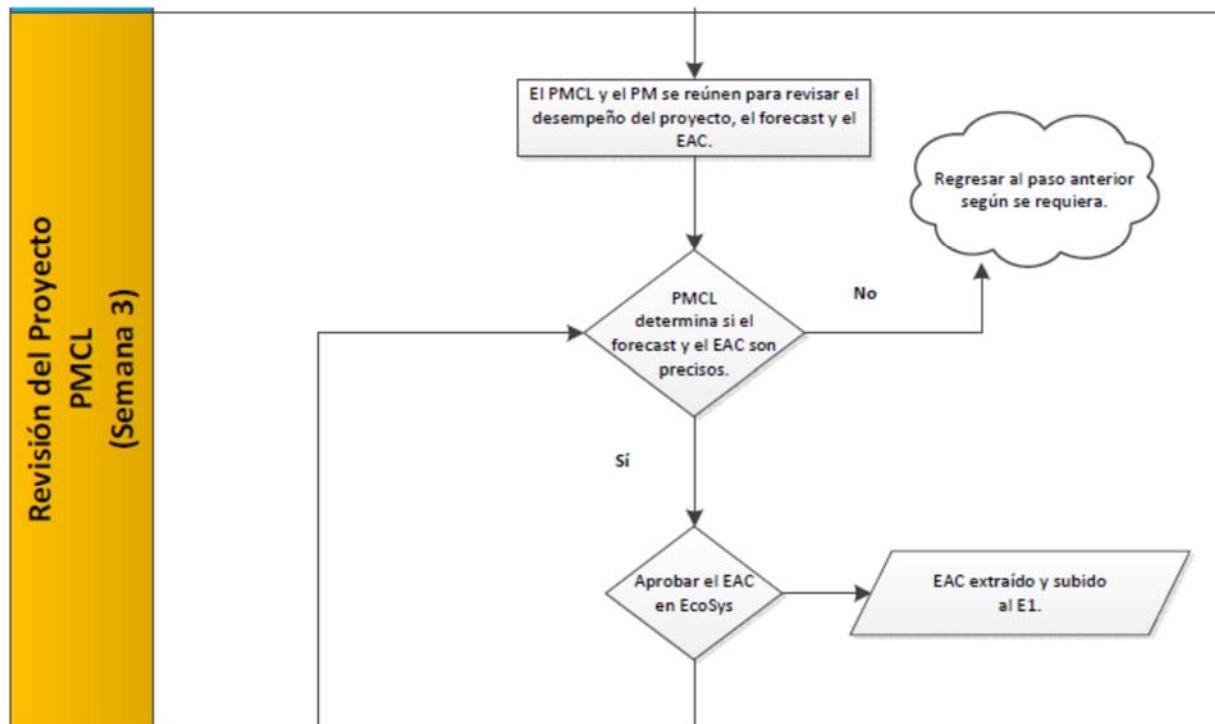 Revisión del Proyecto
PMCL
(Semana 3)
El PMCL y el PM se reúnen para revisar el
desempeño del proyecto, el forecast y el
EAC.
Regresar al paso anterior
según se requiera.
PMCL
determina si el
forecast y el EAC son
precisos.
No
Sí
Aprobar el EAC
en EcoSys
EAC extraído y subido
al E1.